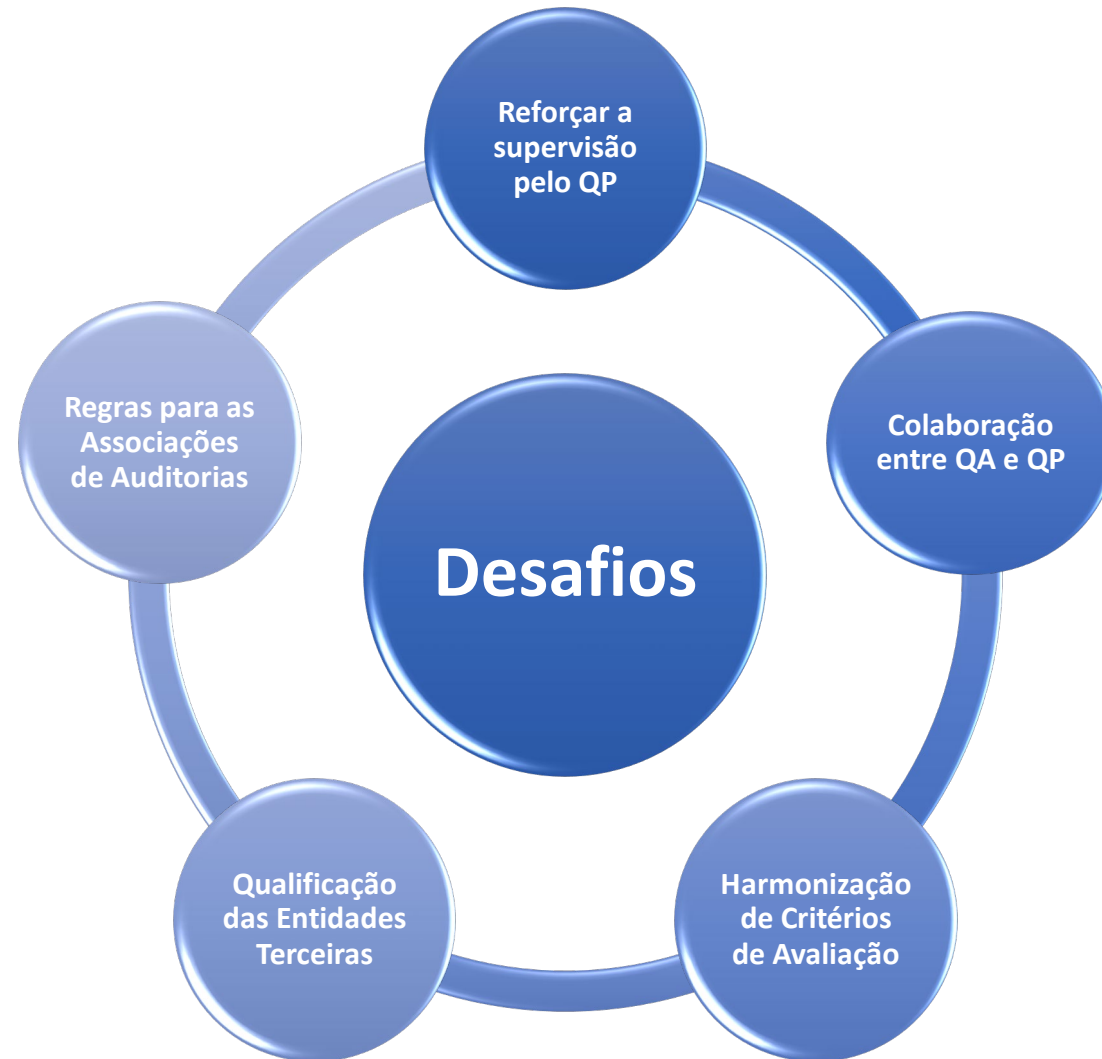 Reforçar a
supervisão
pelo QP
Colaboração
entre QA e QP
Harmonização
de Critérios
de Avaliação
Qualificação
das Entidades
Terceiras
Regras para as
Associações
de Auditorias
Desafios